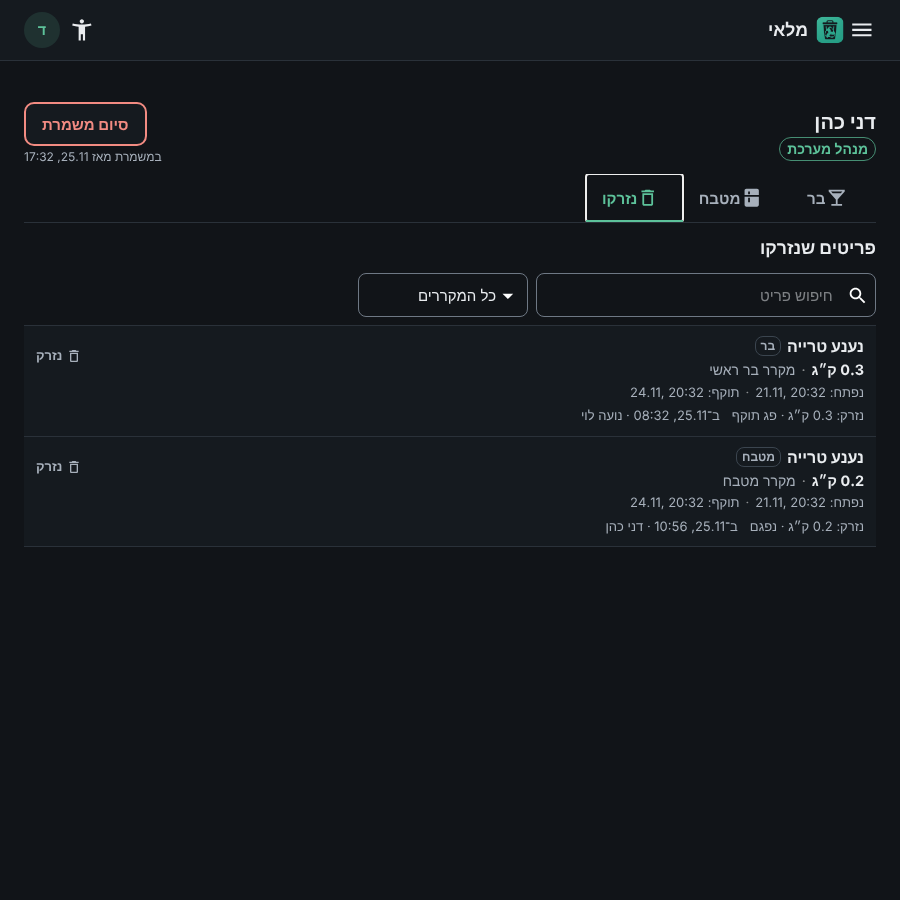 מלאי
ד
דני כהן
מנהל מערכת
סיום משמרת
במשמרת מאז 25.11, 17:32
בר
מטבח
נזרקו
פריטים שנזרקו
חיפוש פריט
כל המקררים
נענע טרייה בר
0.3 ק״ג · מקרר בר ראשי
נפתח: 21.11, 20:32 · תוקף: 24.11, 20:32
נזרק: 0.3 ק״ג · פג תוקף ב־25.11, 08:32 · נועה לוי
נזרק
נענע טרייה מטבח
0.2 ק״ג · מקרר מטבח
נפתח: 21.11, 20:32 · תוקף: 24.11, 20:32
נזרק: 0.2 ק״ג · נפגם ב־25.11, 10:56 · דני כהן
נזרק